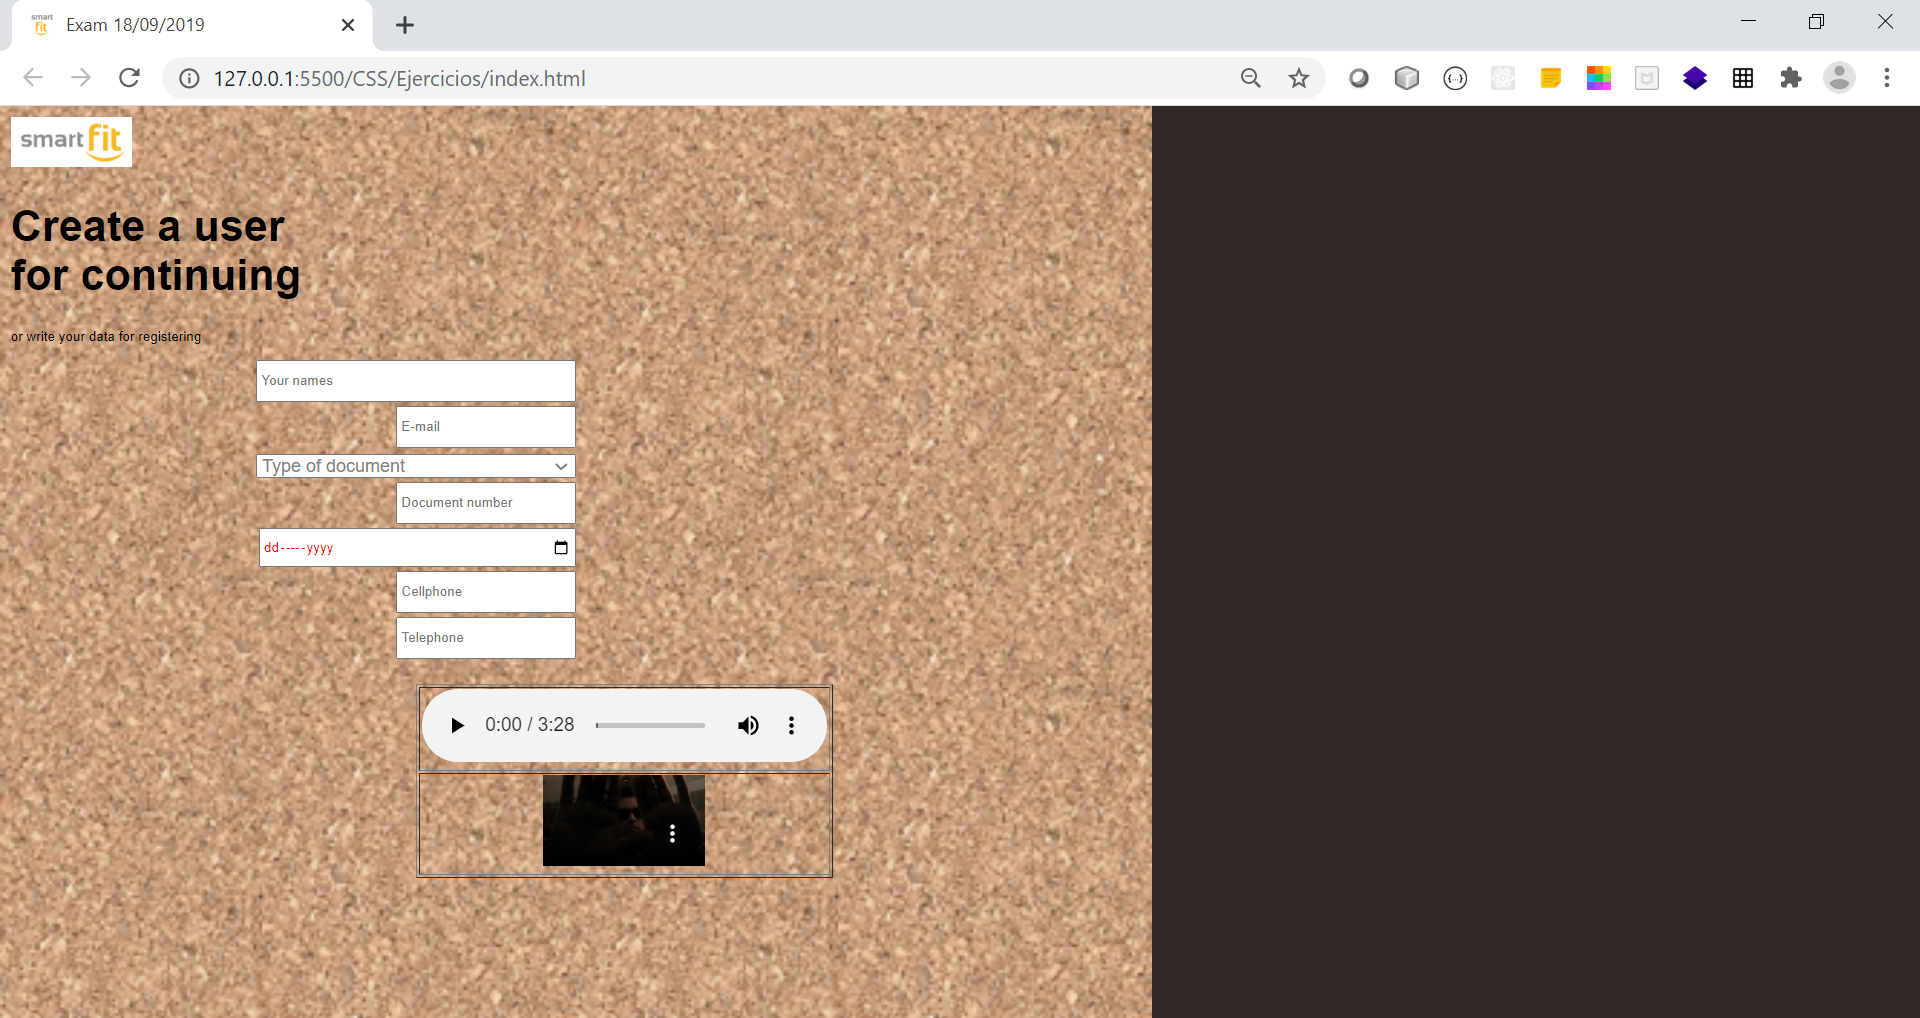 smart
fit
Exam 18/09/2019
127.0.0.1:5500/CSS/Ejercicios/index.html
smart fit
Create a user
for continuing
or write your data for registering
Your names
E-mail
Type of document
Document number
dd-----yyyy
Cellphone
Telephone
0:00 / 3:28